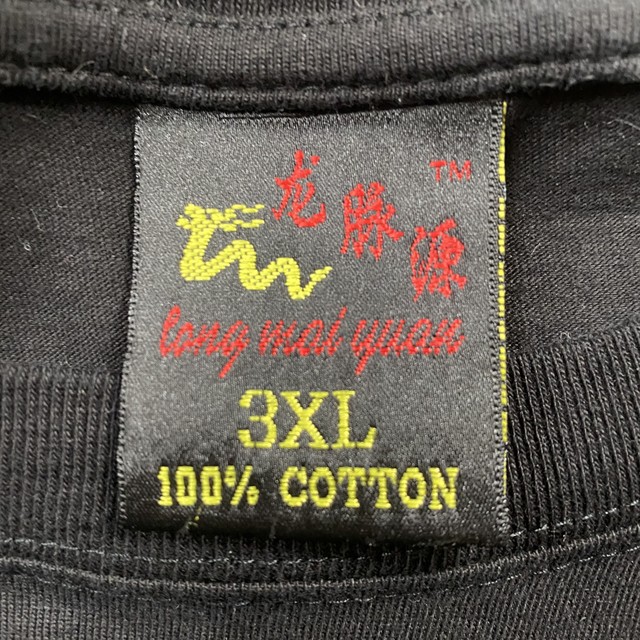 龙脉源 TM
long mai yuan
3XL
100% COTTON